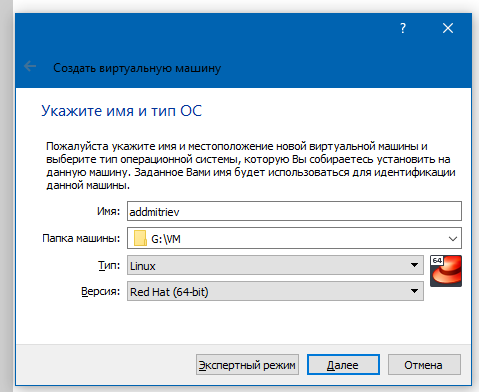 ?
Создать виртуальную машину
Укажите имя и тип ОС
Пожалуйста укажите имя и местоположение новой виртуальной машины и
выберите тип операционной системы, которую Вы собираетесь установить на
данную машину. Заданное Вами имя будет использоваться для идентификации
данной машины.
Имя: addmitriev
Папка машины: G:\VM
Тип: Linux
64
Версия: Red Hat (64-bit)
Экспертный режим Далее Отмена